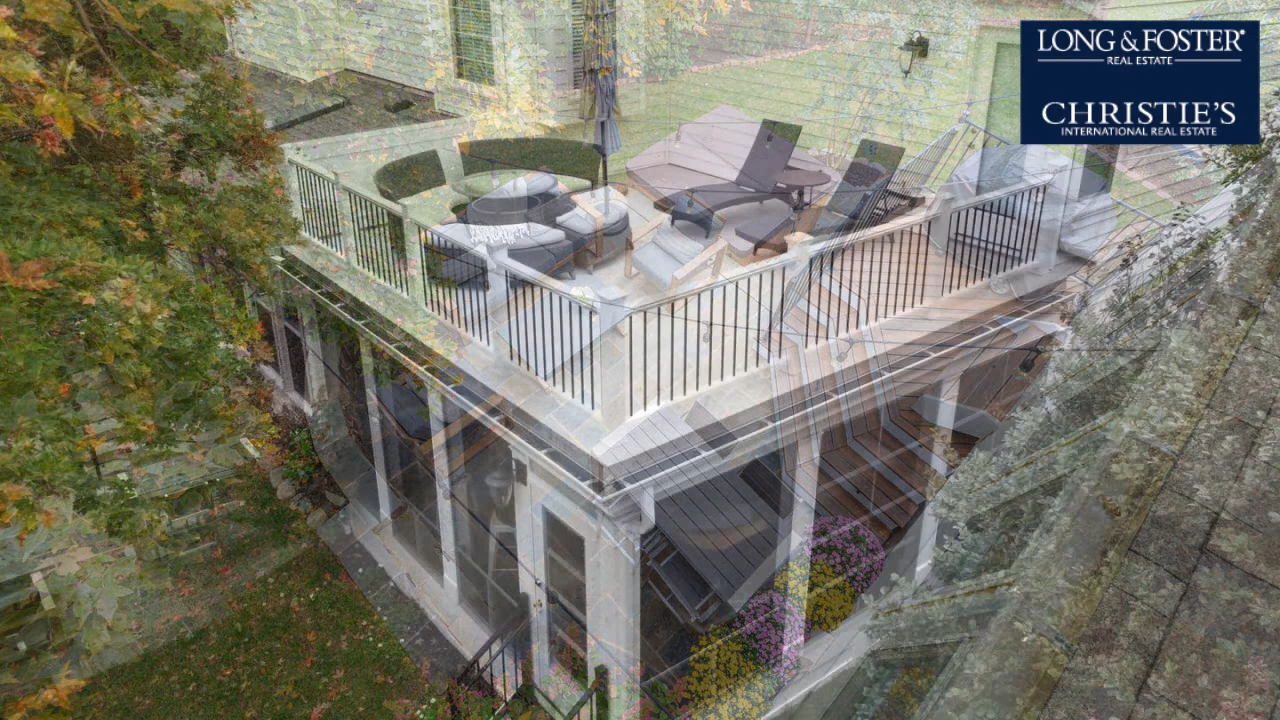 LONG & FOSTER®
REAL ESTATE
CHRISTIE'S
INTERNATIONAL REAL ESTATE